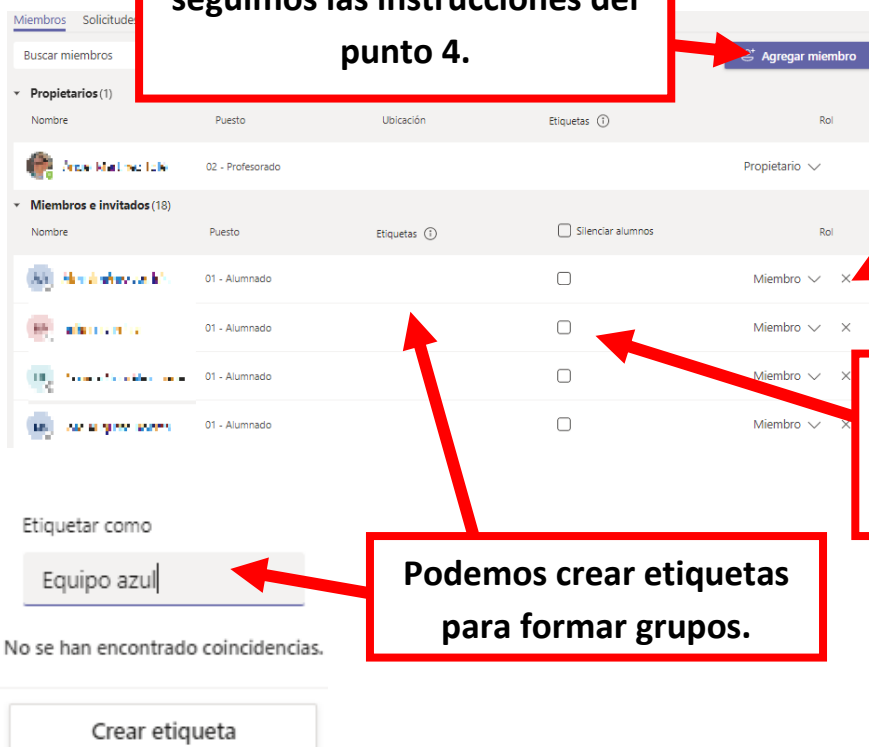 seguimos las instrucciones del
punto 4.
Miembros Solicitudes
Buscar miembros
Agregar miembro
Propietarios (1)
Nombre Puesto Ubicación Etiquetas Rol
02 - Profesorado Propietario
Miembros e invitados (18)
Nombre Puesto Etiquetas Silenciar alumnos Rol
01 - Alumnado Miembro
01 - Alumnado Miembro
01 - Alumnado Miembro
01 - Alumnado Miembro
Etiquetar como
Equipo azul
No se han encontrado coincidencias.
Crear etiqueta
Podemos crear etiquetas
para formar grupos.